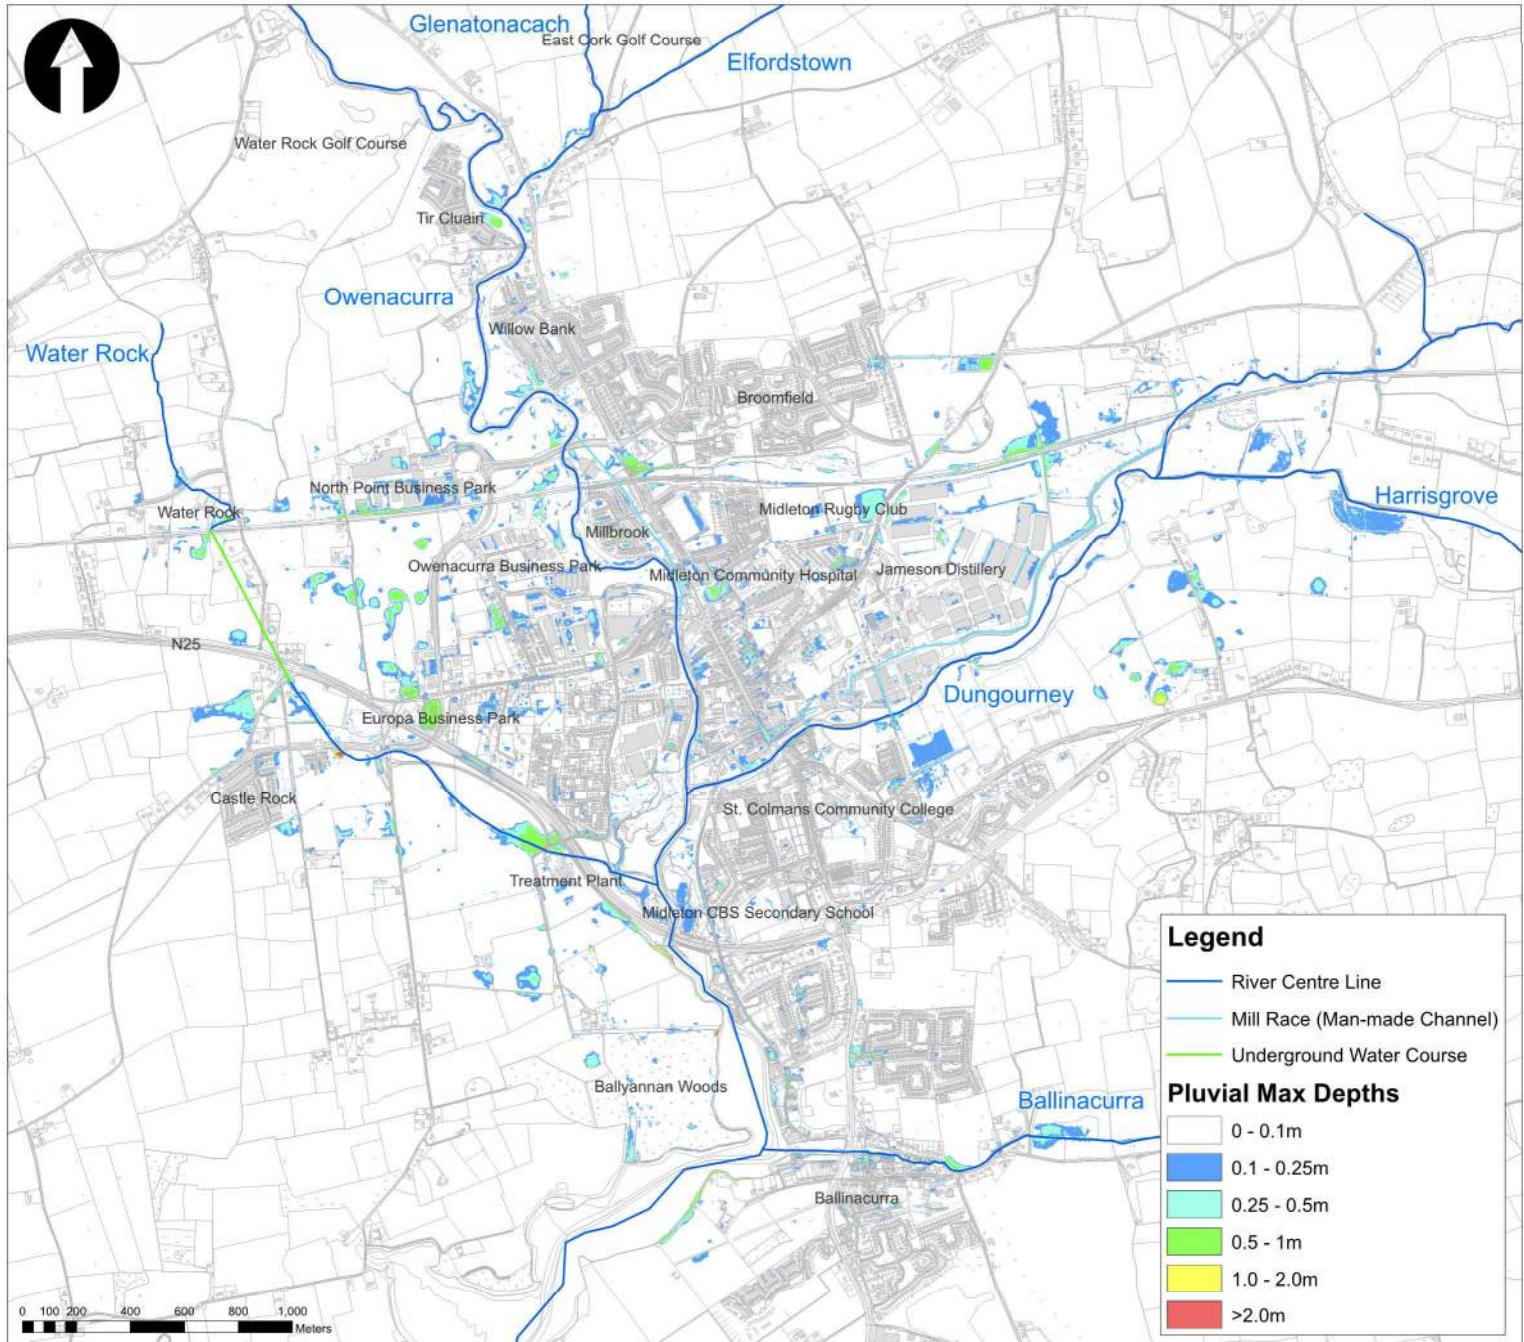 Glenatonacach
East Cork Golf Course
Elfordstown
Water Rock Golf Course
Tir Cluain
Owenacurra
Willow Bank
Water Rock
Broomfield
North Point Business Park
Harrisgrove
Water Rock
Midleton Rugby Club
Millbrook
Owenacurra Business Park
Midleton Community Hospital
Jameson Distillery
N25
Dungourney
Europa Business Park
Castle Rock
St. Colmans Community College
Treatment Plant
Midleton CBS Secondary School
Ballyannan Woods
Ballinacurra
Ballinacurra
Legend
River Centre Line
Mill Race (Man-made Channel)
Underground Water Course
Pluvial Max Depths
0 - 0.1m
0.1 - 0.25m
0.25 - 0.5m
0.5 - 1m
1.0 - 2.0m
>2.0m
0 100 200 400 600 800 1,000
Meters